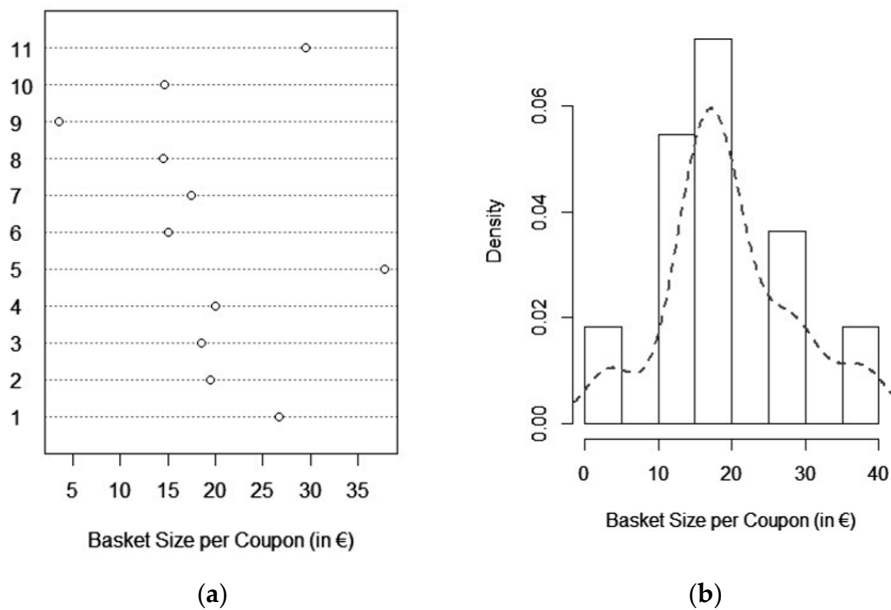 11
10
9
8
7
6
5
4
3
2
1
5 10 15 20 25 30 35
Basket Size per Coupon (in €)
(a)
Density
0.00 0.02 0.04 0.06
0 10 20 30 40
Basket Size per Coupon (in €)
(b)